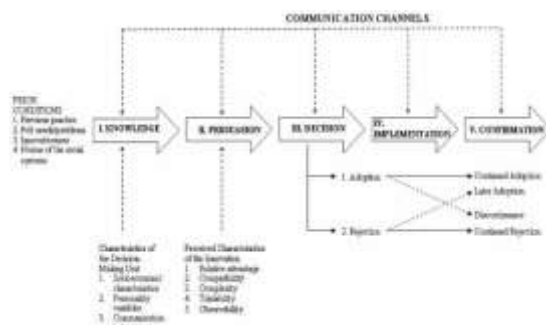 COMMUNICATION CHANNELS
PRIOR
CONDITIONS
1. Previous practice
2. Felt needs/problems
3. Innovativeness
4. Norms of the social
systems
I. KNOWLEDGE
II. PERSUASION
III. DECISION
IV.
IMPLEMENTATION
V. CONFIRMATION
1. Adoption
2. Rejection
Continued Adoption
Later Adoption
Discontinuance
Continued Rejection
Characteristics of
the Decision
Making Unit
1. Socioeconomic
characteristics
2. Personality
variables
3. Communication
Perceived Characteristics
of the Innovation
1. Relative advantage
2. Compatibility
3. Complexity
4. Trialability
5. Observability